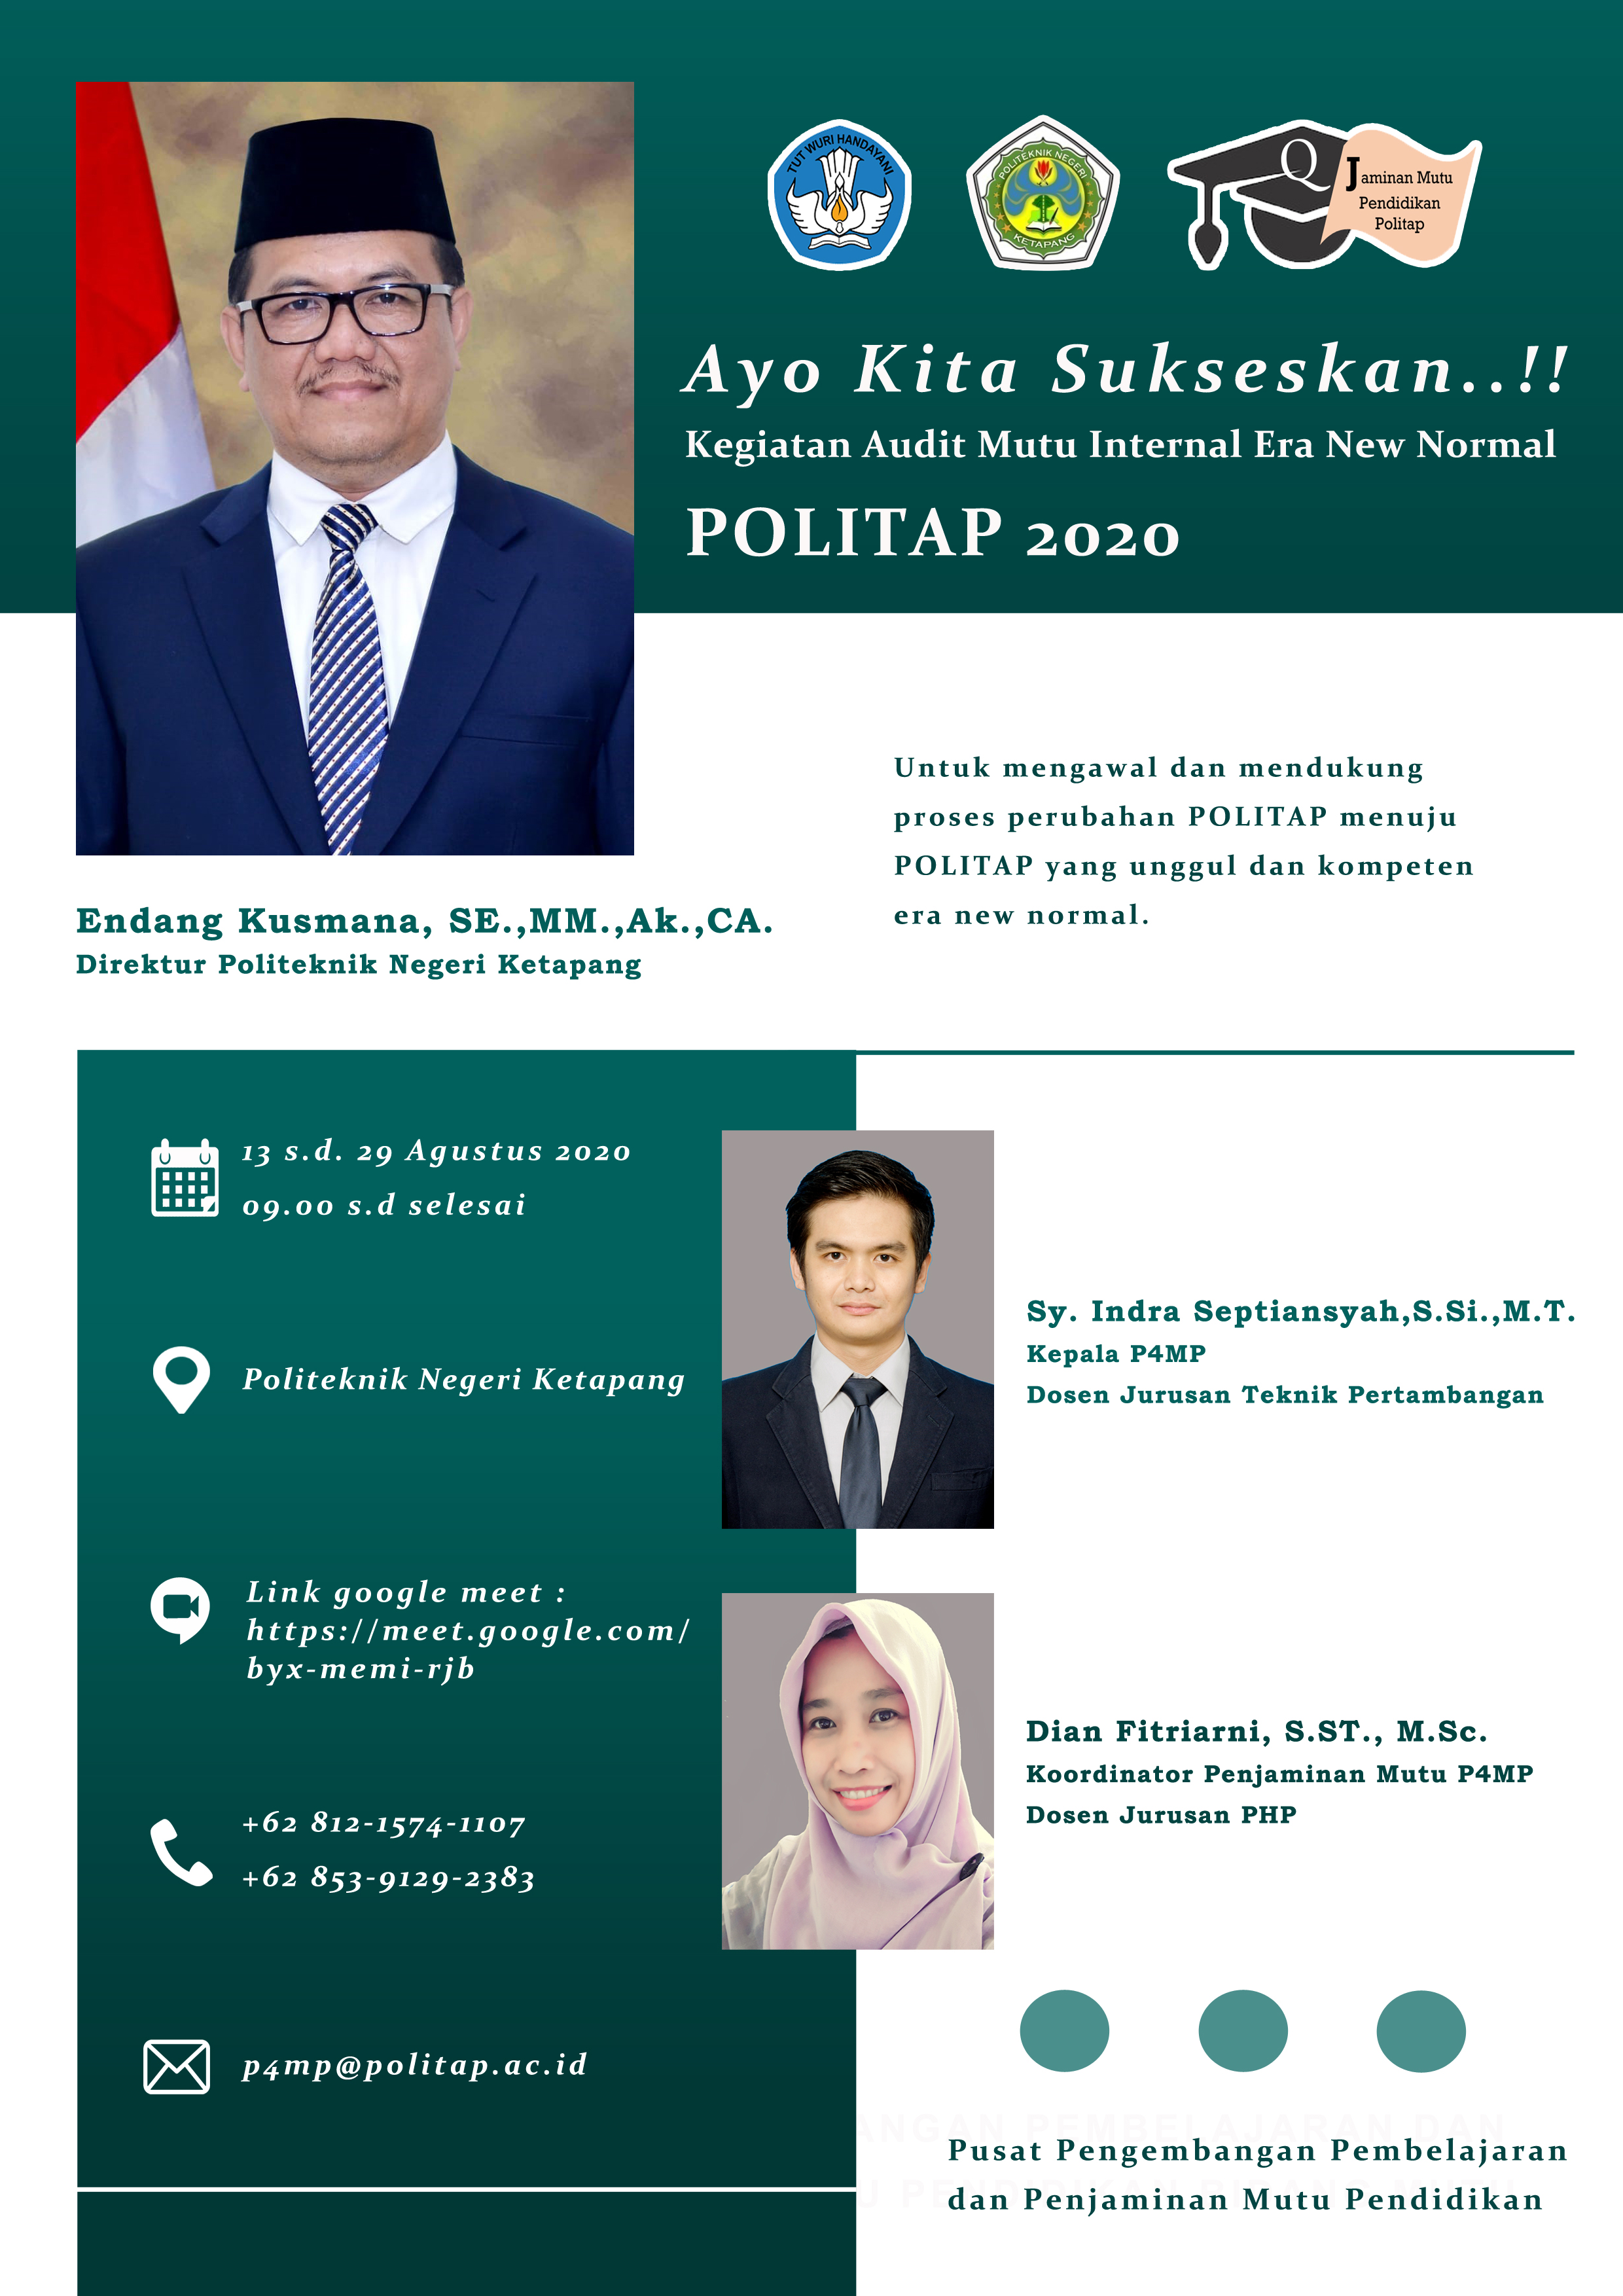 TUT WURI HANDAYANI
POLITEKNIK NEGERI
KETAPANG
Q
Jaminan Mutu
Pendidikan
Politap
Ayo Kita Sukseskan..!!
Kegiatan Audit Mutu Internal Era New Normal
POLITAP 2020
Untuk mengawal dan mendukung
proses perubahan POLITAP menuju
POLITAP yang unggul dan kompeten
era new normal.
Endang Kusmana, SE.,MM.,Ak.,CA.
Direktur Politeknik Negeri Ketapang
13 s.d. 29 Agustus 2020
09.00 s.d selesai
Politeknik Negeri Ketapang
Link google meet :
https://meet.google.com/
byx-memi-rjb
+62 812-1574-1107
+62 853-9129-2383
p4mp@politap.ac.id
Sy. Indra Septiansyah,S.Si.,M.T.
Kepala P4MP
Dosen Jurusan Teknik Pertambangan
Dian Fitriarni, S.ST., M.Sc.
Koordinator Penjaminan Mutu P4MP
Dosen Jurusan PHP
ANGAN PEMBELAJARAN DAN
Pusat Pengembangan Pembelajaran
dan Penjaminan Mutu Pendidikan